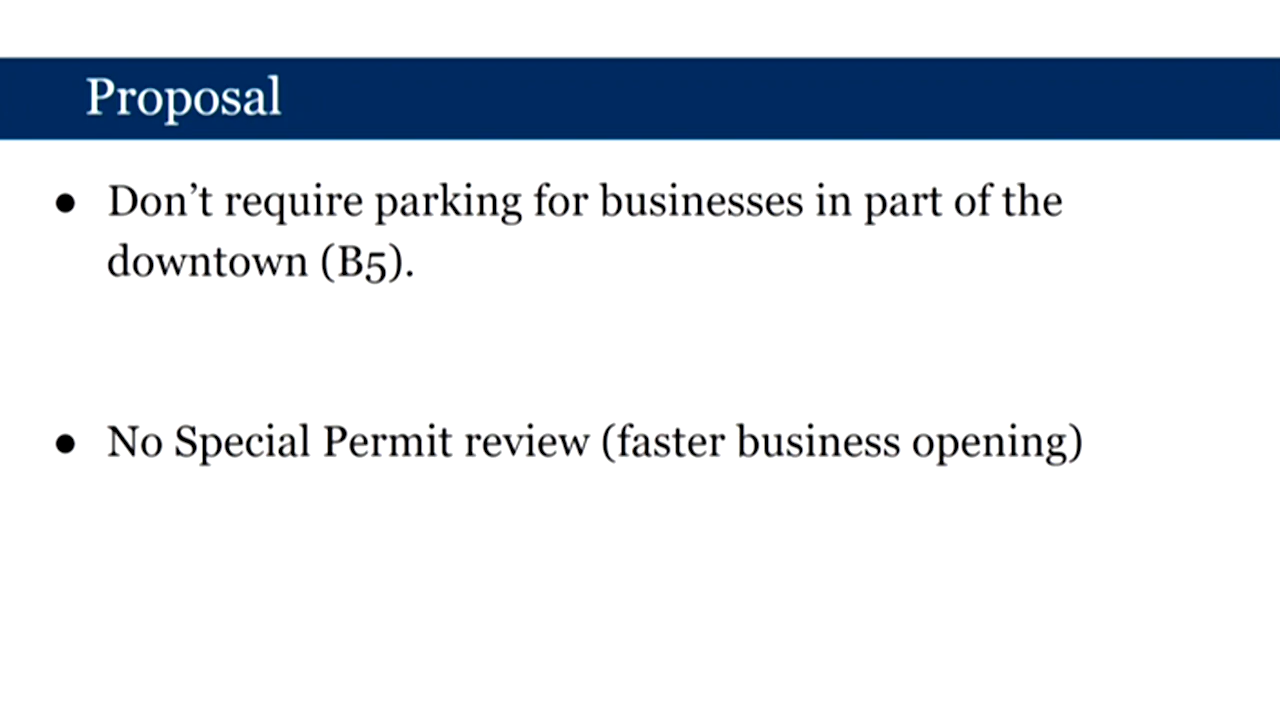 Proposal
● Don’t require parking for businesses in part of the
downtown (B5).
● No Special Permit review (faster business opening)